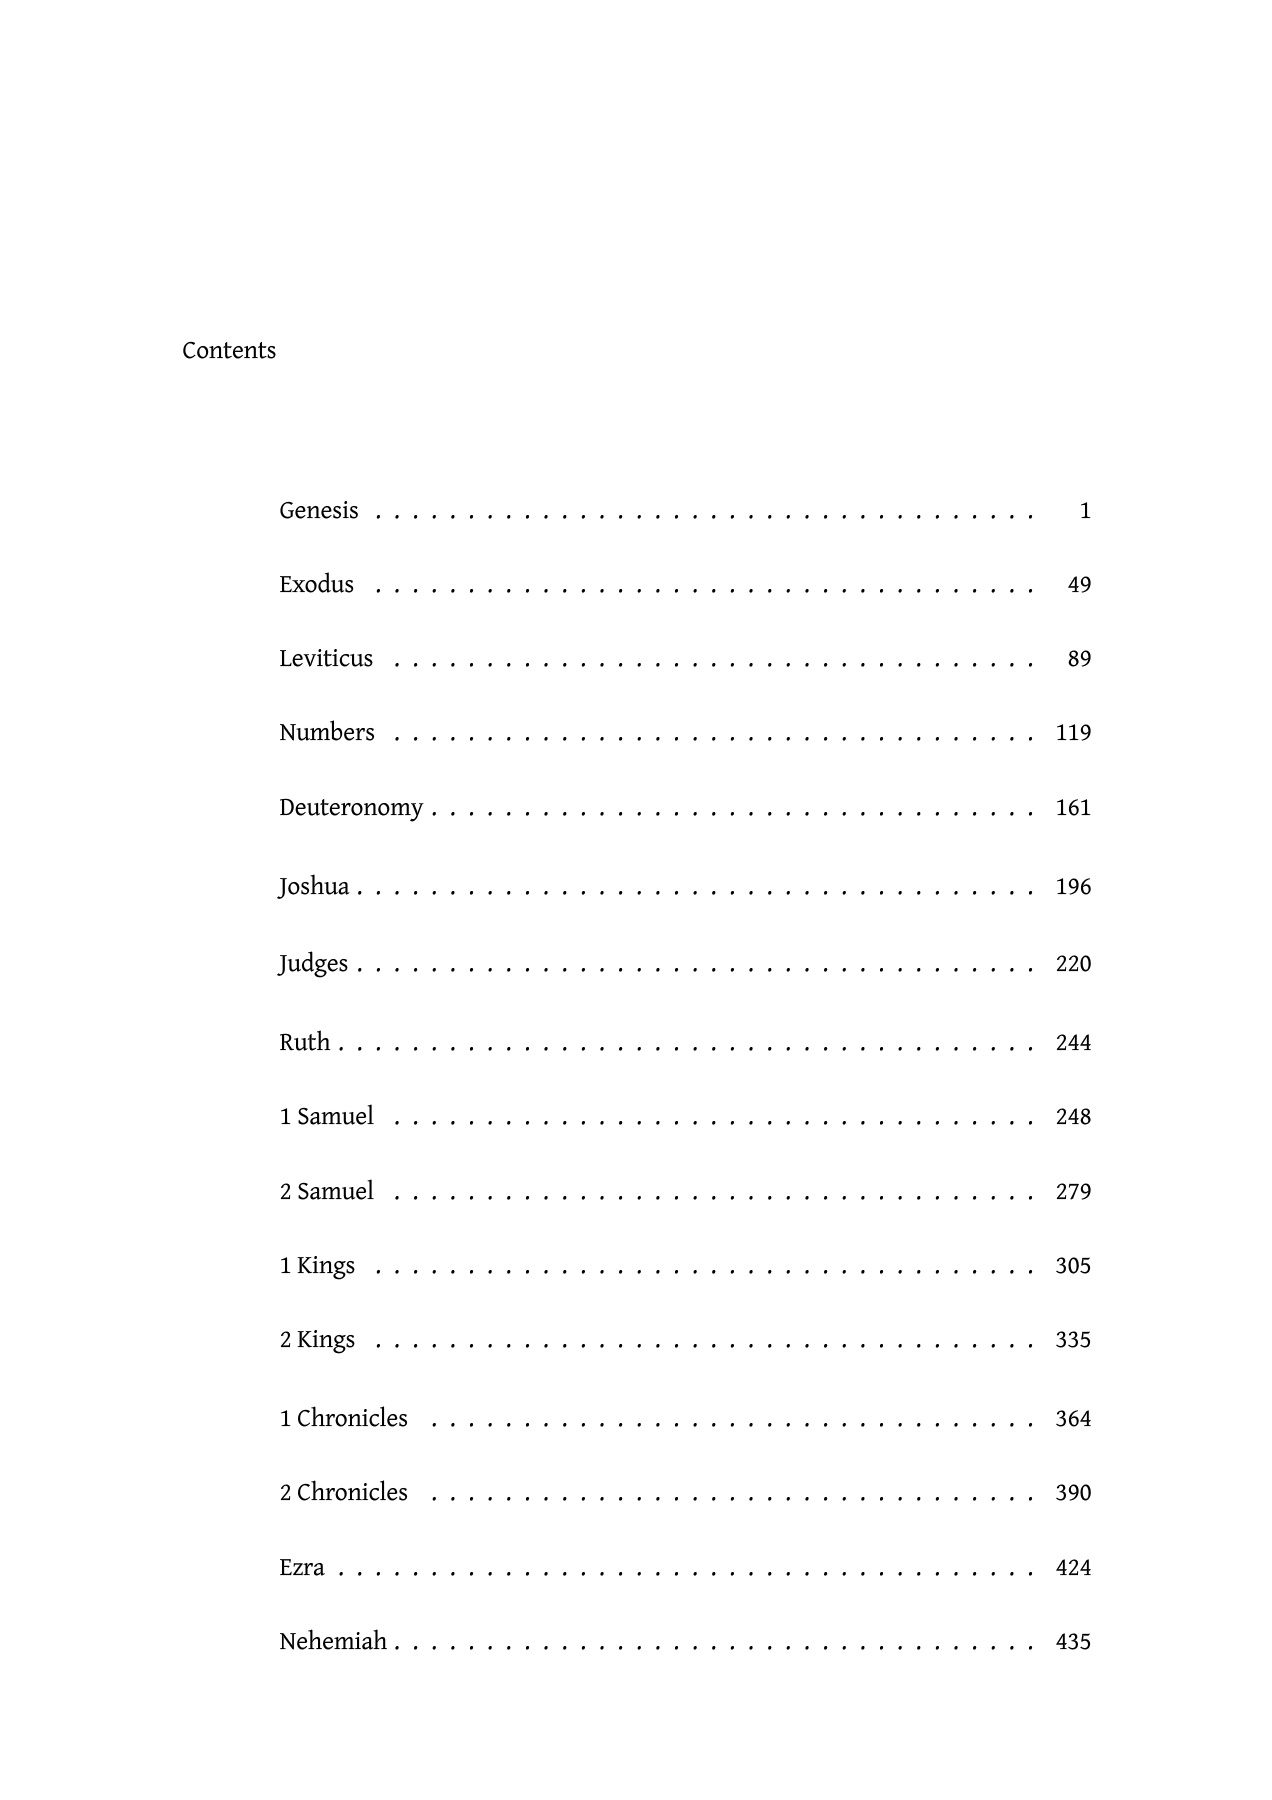 Contents
Genesis . . . . . . . . . . . . . . . . . . . . . . . . . . . . . . . . . . . . 1
Exodus . . . . . . . . . . . . . . . . . . . . . . . . . . . . . . . . . . . . 49
Leviticus . . . . . . . . . . . . . . . . . . . . . . . . . . . . . . . . . . . 89
Numbers . . . . . . . . . . . . . . . . . . . . . . . . . . . . . . . . . . . 119
Deuteronomy . . . . . . . . . . . . . . . . . . . . . . . . . . . . . . . . . 161
Joshua . . . . . . . . . . . . . . . . . . . . . . . . . . . . . . . . . . . . . 196
Judges . . . . . . . . . . . . . . . . . . . . . . . . . . . . . . . . . . . . . 220
Ruth . . . . . . . . . . . . . . . . . . . . . . . . . . . . . . . . . . . . . . 244
1 Samuel . . . . . . . . . . . . . . . . . . . . . . . . . . . . . . . . . . . 248
2 Samuel . . . . . . . . . . . . . . . . . . . . . . . . . . . . . . . . . . . 279
1 Kings . . . . . . . . . . . . . . . . . . . . . . . . . . . . . . . . . . . . 305
2 Kings . . . . . . . . . . . . . . . . . . . . . . . . . . . . . . . . . . . . 335
1 Chronicles . . . . . . . . . . . . . . . . . . . . . . . . . . . . . . . . . 364
2 Chronicles . . . . . . . . . . . . . . . . . . . . . . . . . . . . . . . . . 390
Ezra . . . . . . . . . . . . . . . . . . . . . . . . . . . . . . . . . . . . . . 424
Nehemiah . . . . . . . . . . . . . . . . . . . . . . . . . . . . . . . . . . . 435